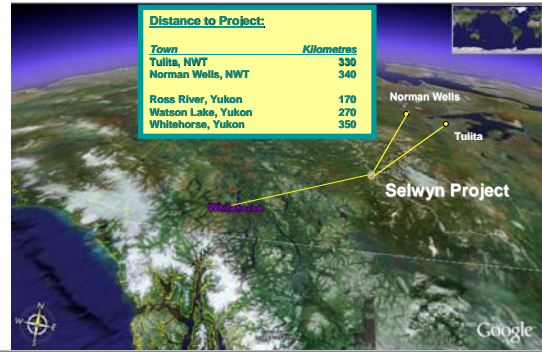 Distance to Project:
Town Kilometres
Tulita, NWT 330
Norman Wells, NWT 340
Ross River, Yukon 170
Watson Lake, Yukon 270
Whitehorse, Yukon 350
Norman Wells
Tulita
Selwyn Project
Whitehorse
N
W E
S
Google